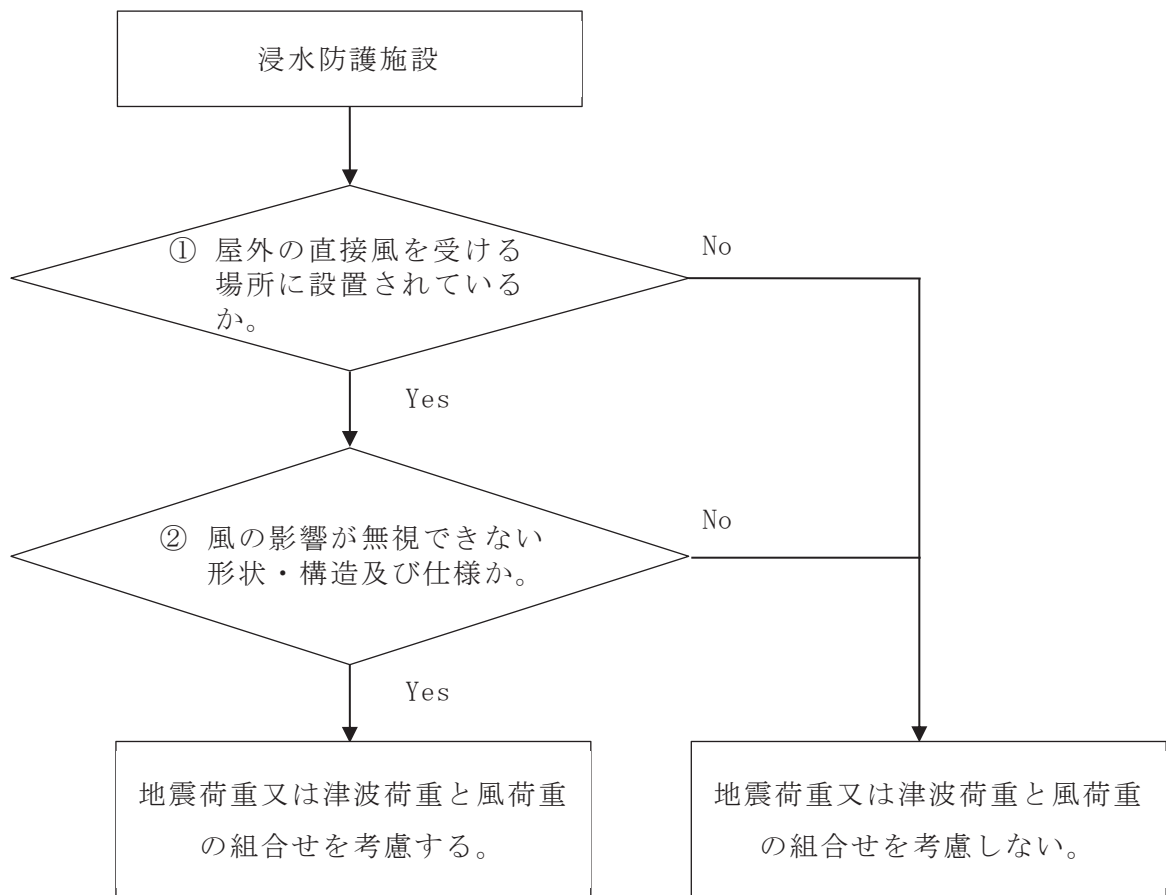 浸水防護施設
① 屋外の直接風を受ける
場所に設置されている
か。
No
Yes
② 風の影響が無視できない
形状・構造及び仕様か。
No
Yes
地震荷重又は津波荷重と風荷重
の組合せを考慮する。
地震荷重又は津波荷重と風荷重
の組合せを考慮しない。